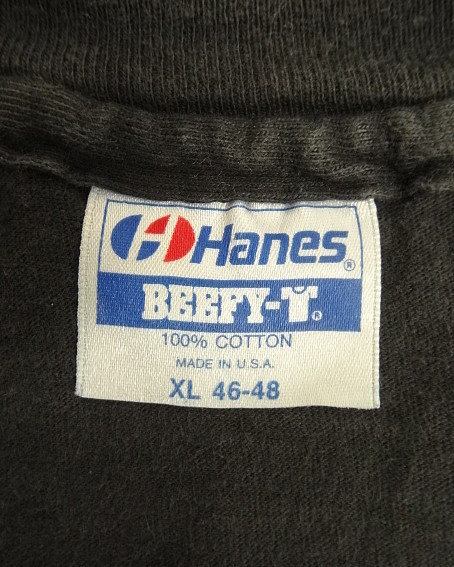 Hanes®
BEEFY-T®
100% COTTON
MADE IN U.S.A.
XL 46-48